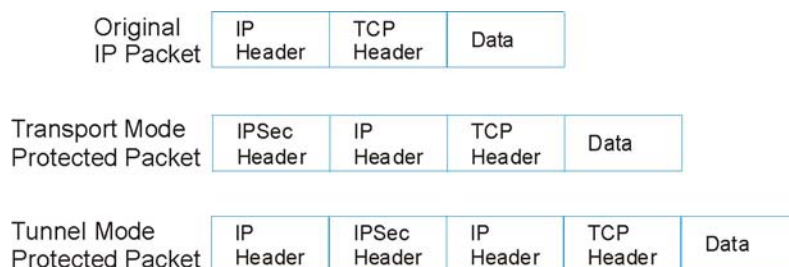 Original
IP Packet
IP
Header
TCP
Header
Data
Transport Mode
Protected Packet
IPSec
Header
IP
Header
TCP
Header
Data
Tunnel Mode
Protected Packet
IP
Header
IPSec
Header
IP
Header
TCP
Header
Data